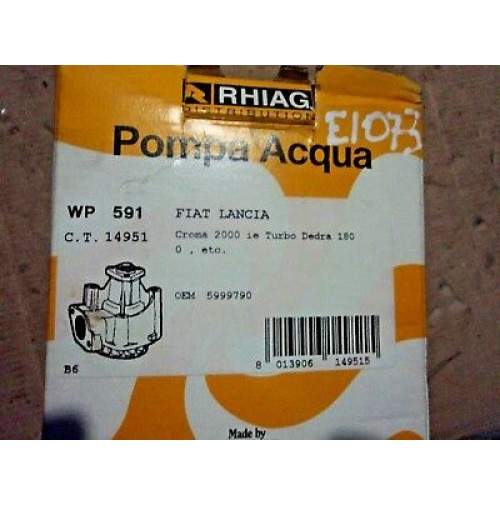 RHIAG
DISTRIBUTION
E1073
Pompa Acqua
WP 591
FIAT LANCIA
C.T. 14951
Croma 2000 ie Turbo Dedra 180
0 , etc.
OEM 5999790
8 013906 149515
B6
Made by